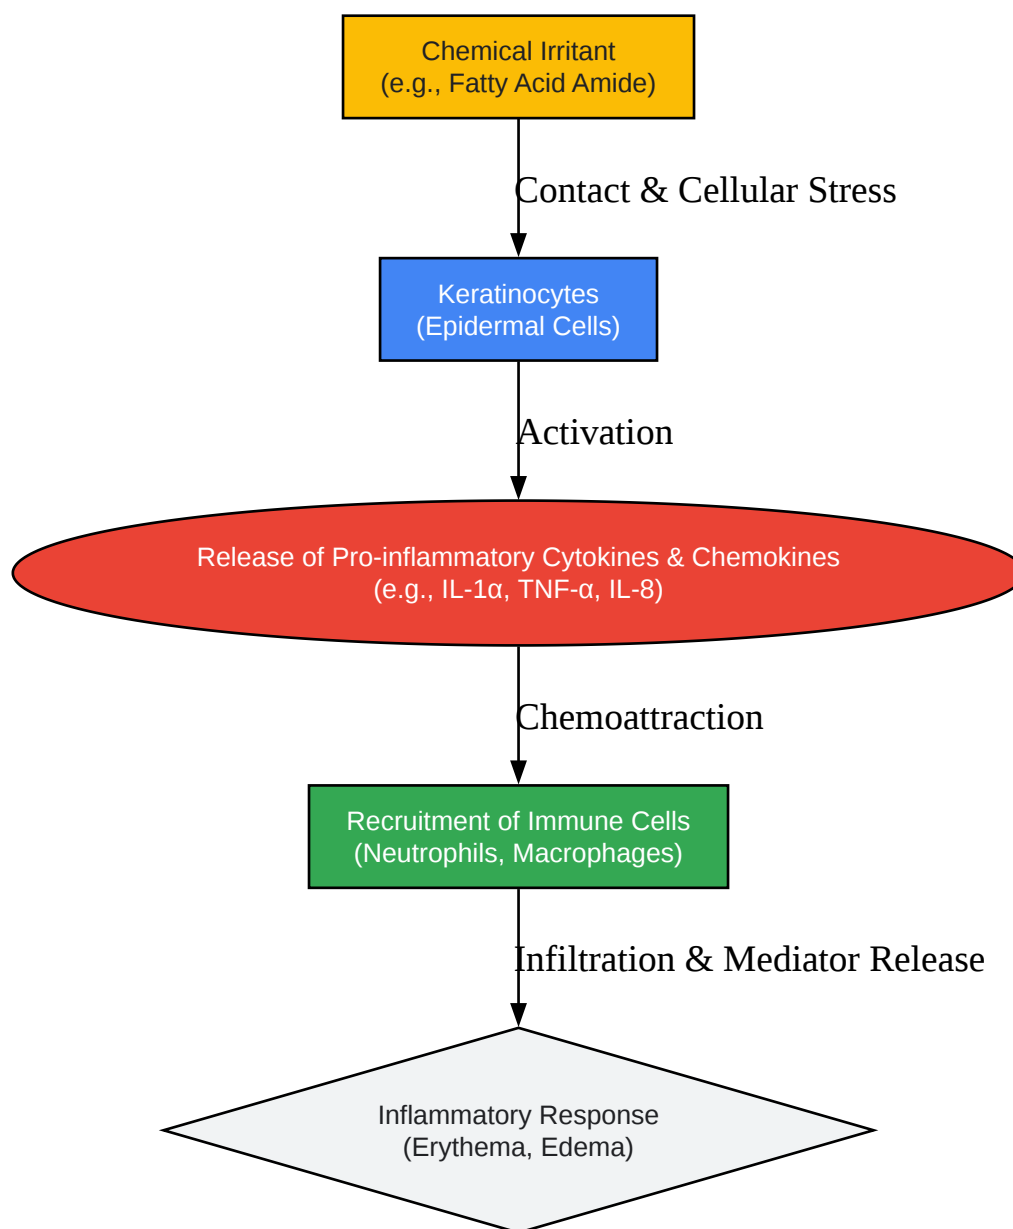 Chemical Irritant
(e.g., Fatty Acid Amide)
Contact & Cellular Stress
Keratinocytes
(Epidermal Cells)
Activation
Release of Pro-inflammatory Cytokines & Chemokines
(e.g., IL-1α, TNF-α, IL-8)
Chemoattraction
Recruitment of Immune Cells
(Neutrophils, Macrophages)
Infiltration & Mediator Release
Inflammatory Response
(Erythema, Edema)